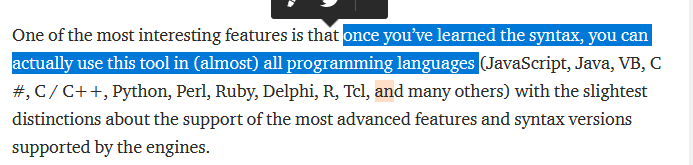 One of the most interesting features is that once you’ve learned the syntax, you can
actually use this tool in (almost) all programming languages (JavaScript, Java, VB, C
#, C / C++, Python, Perl, Ruby, Delphi, R, Tcl, and many others) with the slightest
distinctions about the support of the most advanced features and syntax versions
supported by the engines.